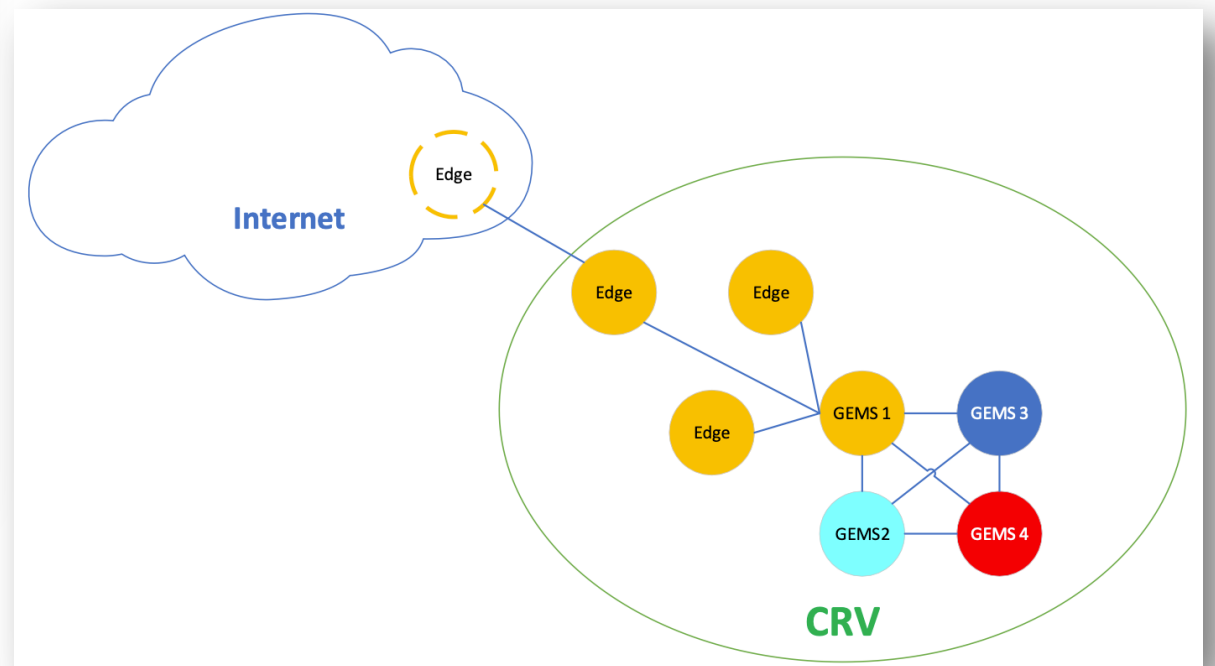 Edge
Internet
Edge
Edge
Edge
GEMS 1
GEMS 3
GEMS2
GEMS 4
CRV